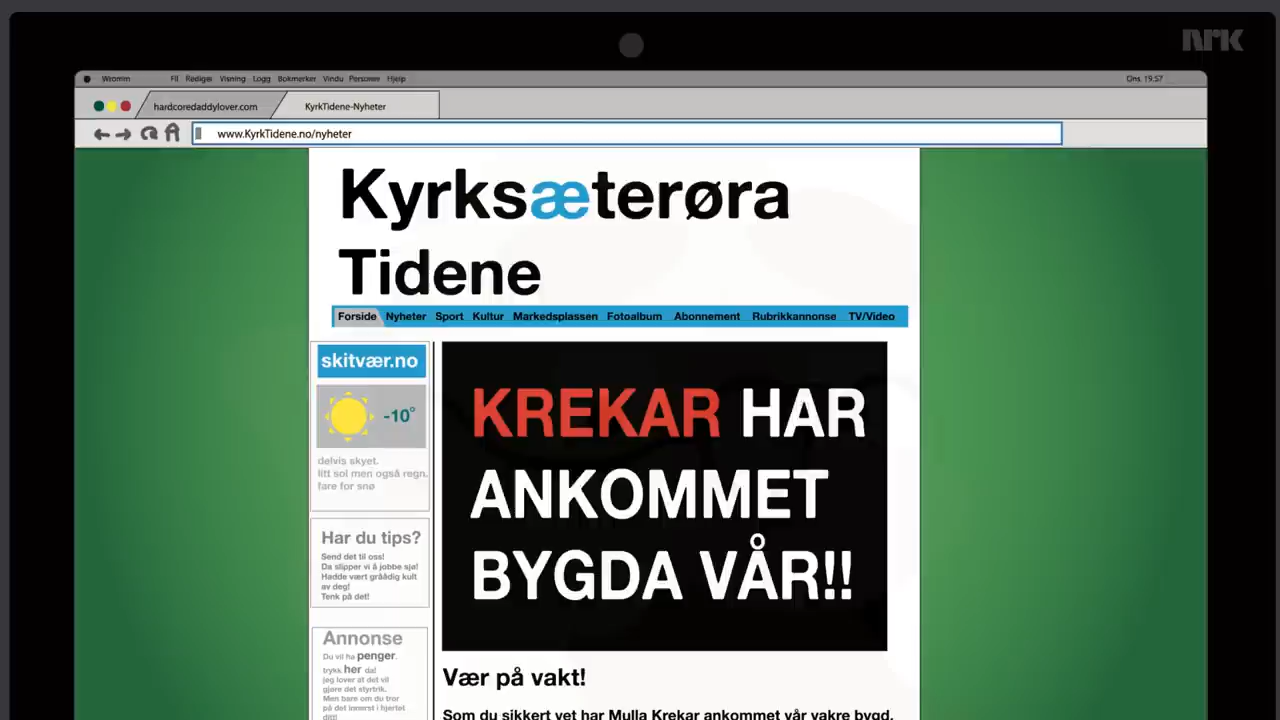 nrk
Wromm Fil Rediger Visning Logg Bokmerker Vindu Personer Hjelp Ons. 19:57
hardcoredaddylover.com KyrkTidene-Nyheter
www.KyrkTidene.no/nyheter
Kyrksæterøra
Tidene
Forside Nyheter Sport Kultur Markedsplassen Fotoalbum Abonnement Rubrikkannonse TV/Video
skitvær.no
-10°
delvis skyet.
litt sol men også regn.
fare for snø
Har du tips?
Send det til oss!
Da slipper vi å jobbe sjøl
Hadde vært gråådig kult
av deg!
Tenk på det!
Annonse
Du vil ha penger.
trykk her da!
jeg lover at det vil
gjøre det styrtrik.
Men bare om du tror
på det innerst i hjertet
ditt!
KREKAR HAR
ANKOMMET
BYGDA VÅR!!
Vær på vakt!
Som du sikkert vet har Mulla Krekar ankommet vår vakre bygd.